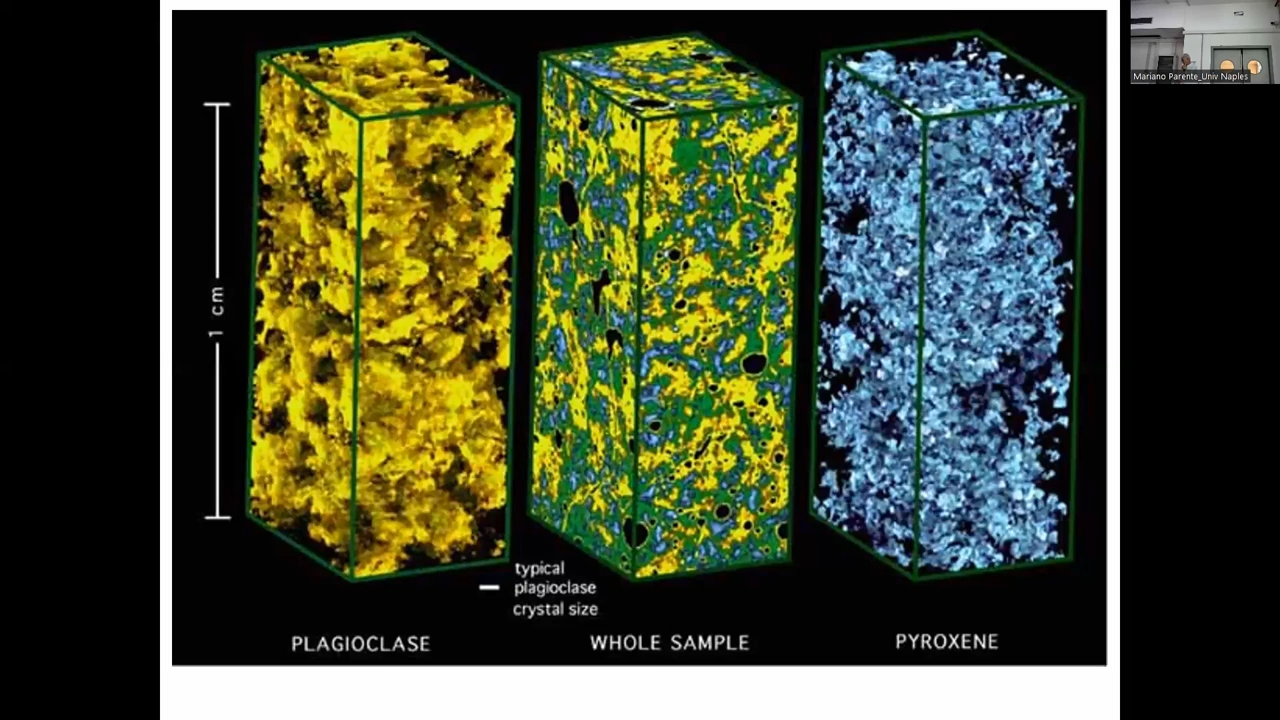 Mariano Parente_Univ Naples
1 cm
typical
plagioclase
crystal size
PLAGIOCLASE
WHOLE SAMPLE
PYROXENE